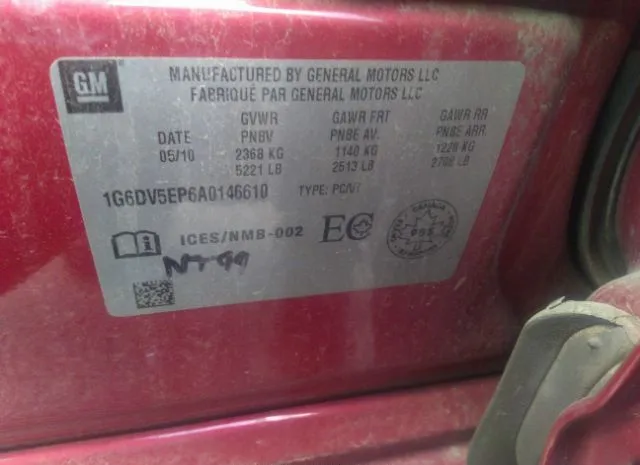 GM
MANUFACTURED BY GENERAL MOTORS LLC
FABRIQUÉ PAR GENERAL MOTORS LLC
GVWR GAWR FRT GAWR RR
DATE PNBV PNBE AV. PNBE ARR.
05/10 2368 KG 1140 KG 1228 KG
5221 LB 2513 LB 2708 LB
1G6DV5EP6A0146610 TYPE:
ICES/NMB-002 EC